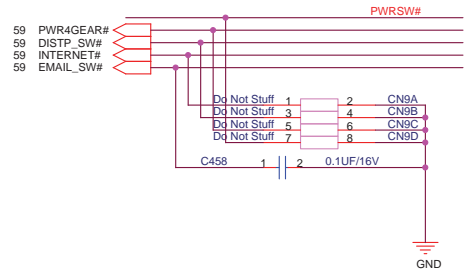 PWRSW#
59 PWR4GEAR#
59 DISTP_SW#
59 INTERNET#
59 EMAIL_SW#
Do Not Stuff 1 2 CN9A
Do Not Stuff 3 4 CN9B
Do Not Stuff 5 6 CN9C
Do Not Stuff 7 8 CN9D
C458 1 2 0.1UF/16V
GND